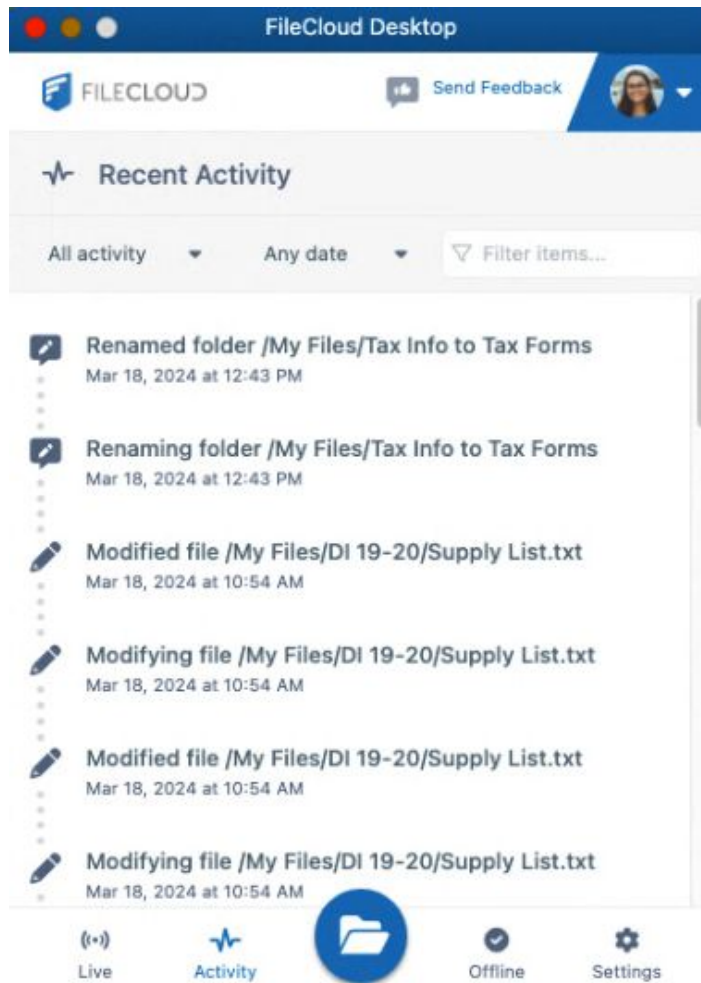 FileCloud Desktop
FILECLOUD
Send Feedback
Recent Activity
All activity
Any date
Filter items...
Renamed folder /My Files/Tax Info to Tax Forms
Mar 18, 2024 at 12:43 PM
Renaming folder /My Files/Tax Info to Tax Forms
Mar 18, 2024 at 12:43 PM
Modified file /My Files/DI 19-20/Supply List.txt
Mar 18, 2024 at 10:54 AM
Modifying file /My Files/DI 19-20/Supply List.txt
Mar 18, 2024 at 10:54 AM
Modified file /My Files/DI 19-20/Supply List.txt
Mar 18, 2024 at 10:54 AM
Modifying file /My Files/DI 19-20/Supply List.txt
Mar 18, 2024 at 10:54 AM
Live
Activity
Offline
Settings